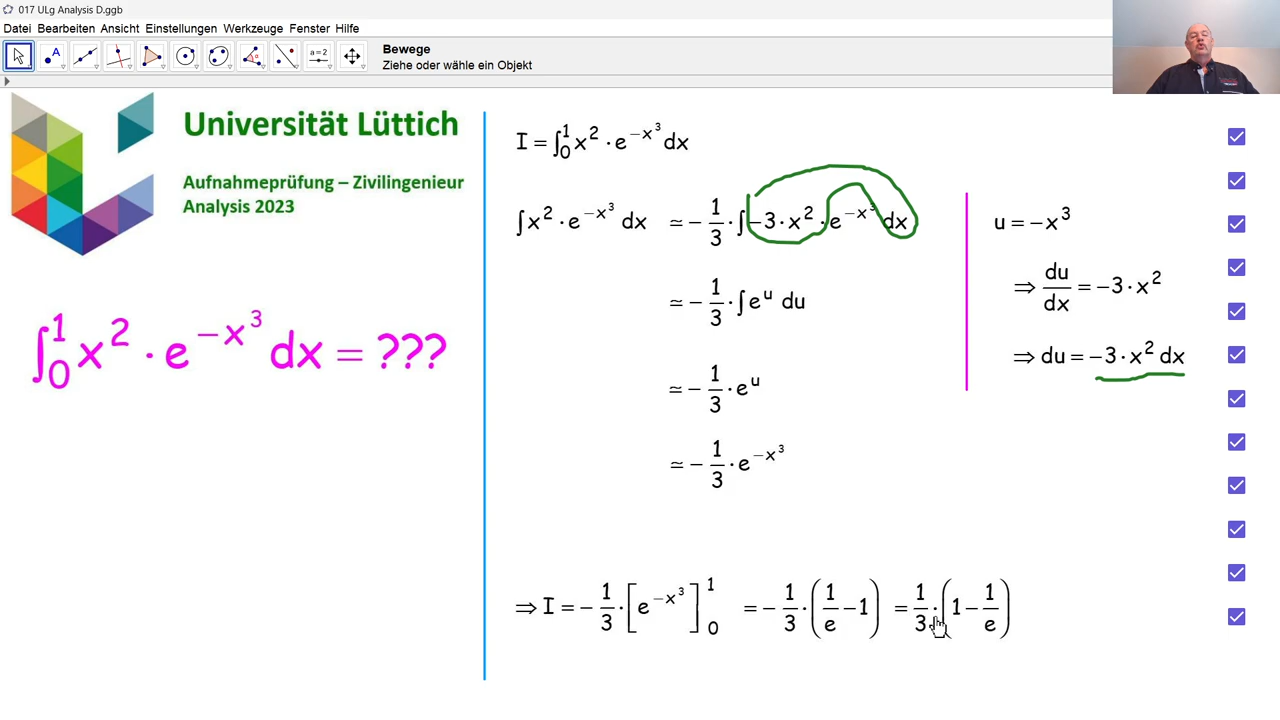 017 ULg Analysis D.ggb
Datei Bearbeiten Ansicht Einstellungen Werkzeuge Fenster Hilfe
A
a=2
Bewege
Ziehe oder wähle ein Objekt
Universität Lüttich
Aufnahmeprüfung – Zivilingenieur
Analysis 2023
∫₀¹ x² · e^(−x³) dx = ???
I = ∫₀¹ x² · e^(−x³) dx
∫ x² · e^(−x³) dx ≃ − 1/3 · ∫ −3 · x² · e^(−x³) dx
≃ − 1/3 · ∫ e^u du
≃ − 1/3 · e^u
≃ − 1/3 · e^(−x³)
u = −x³
⇒ du/dx = −3 · x²
⇒ du = −3 · x² dx
⇒ I = − 1/3 · [e^(−x³)]₀¹ = − 1/3 · (1/e − 1) = 1/3 · (1 − 1/e)